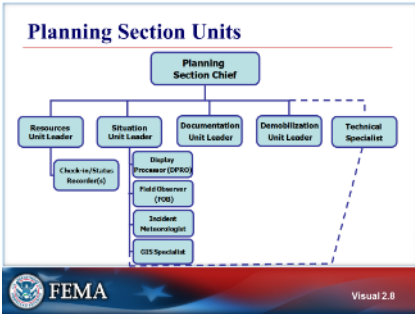 Planning Section Units
Planning
Section Chief
Resources
Unit Leader
Situation
Unit Leader
Documentation
Unit Leader
Demobilization
Unit Leader
Technical
Specialist
Check-in/Status
Recorder(s)
Display
Processor (DPRO)
Field Observer
(FOB)
Incident
Meteorologist
GIS Specialist
FEMA
Visual 2.8